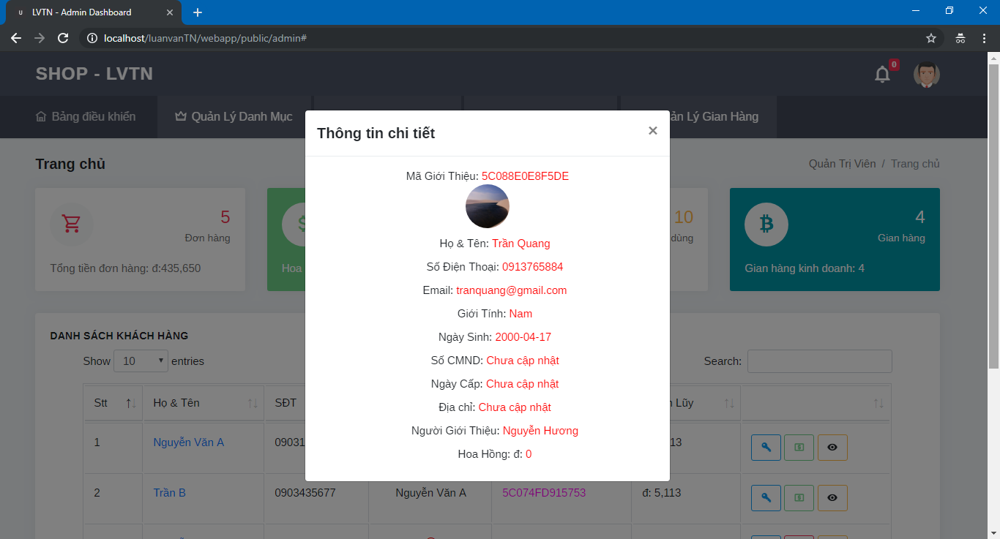 LVTN - Admin Dashboard
localhost/luanvanTN/webapp/public/admin#
SHOP - LVTN
0
Bảng điều khiển
Quản Lý Danh Mục
Lý Gian Hàng
Thông tin chi tiết
×
Trang chủ
Quản Trị Viên / Trang chủ
Mã Giới Thiệu: 5C088E0E8F5DE
Họ & Tên: Trần Quang
Số Điện Thoại: 0913765884
Email: tranquang@gmail.com
Giới Tính: Nam
Ngày Sinh: 2000-04-17
Số CMND: Chưa cập nhật
Ngày Cấp: Chưa cập nhật
Địa chỉ: Chưa cập nhật
Người Giới Thiệu: Nguyễn Hương
Hoa Hồng: đ: 0
5
Đơn hàng
Tổng tiền đơn hàng: đ:435,650
Hoa
10
dùng
4
Gian hàng
Gian hàng kinh doanh: 4
DANH SÁCH KHÁCH HÀNG
Show 10 entries
Search:
Stt Họ & Tên SĐT Lũy
1 Nguyễn Văn A 09031 13
2 Trần B 0903435677 Nguyễn Văn A 5C074FD915753 đ: 5,113